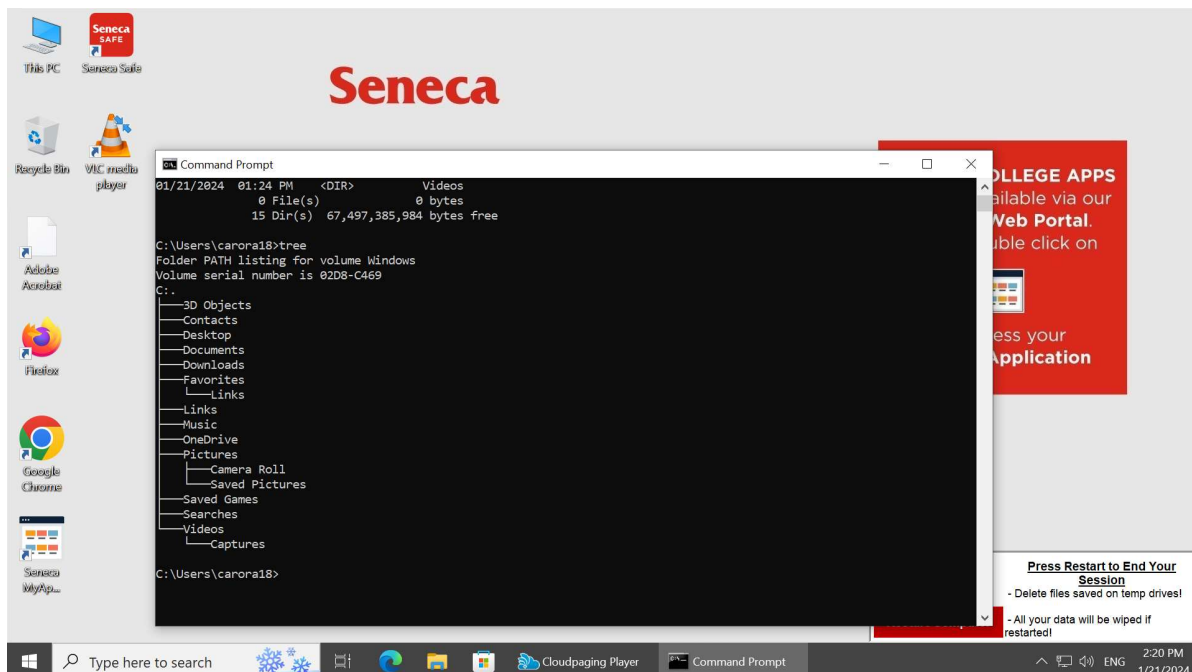 This PC
Seneca
SAFE
Seneca Safe
Recycle Bin
VLC media
player
Adobe
Acrobat
Firefox
Google
Chrome
Seneca
MyAp...
Seneca
LLEGE APPS
ailable via our
Web Portal.
uble click on
ess your
Application
Command Prompt
01/21/2024  01:24 PM    <DIR>          Videos
               0 File(s)              0 bytes
              15 Dir(s)  67,497,385,984 bytes free
C:\Users\carora18>tree
Folder PATH listing for volume Windows
Volume serial number is 02D8-C469
C:.
├───3D Objects
├───Contacts
├───Desktop
├───Documents
├───Downloads
├───Favorites
│   └───Links
├───Links
├───Music
├───OneDrive
├───Pictures
│   ├───Camera Roll
│   └───Saved Pictures
├───Saved Games
├───Searches
└───Videos
    └───Captures
C:\Users\carora18>
Press Restart to End Your
Session
- Delete files saved on temp drives!
- All your data will be wiped if
restarted!
Type here to search
Cloudpaging Player
Command Prompt
ENG
2:20 PM
1/21/2024